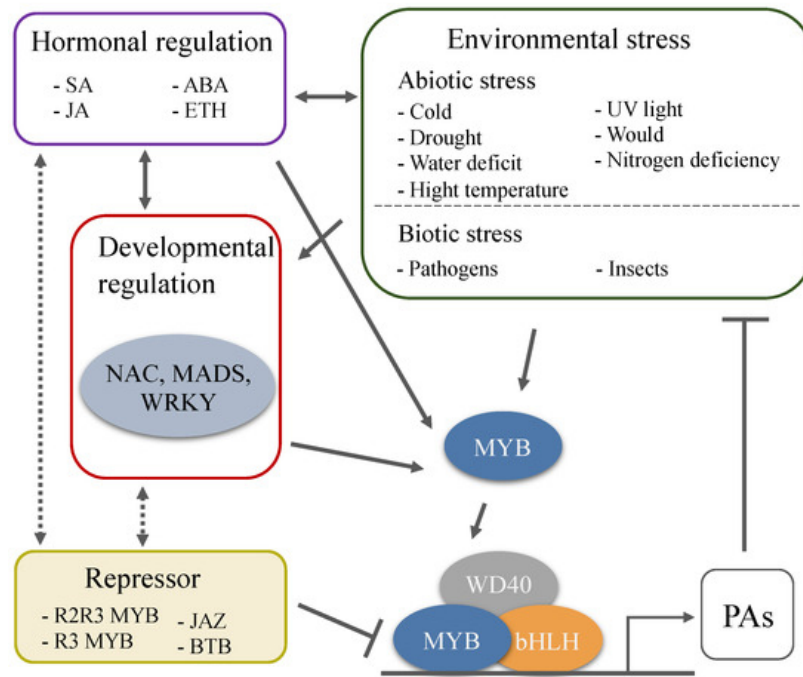 Hormonal regulation
- SA
- ABA
- JA
- ETH
Environmental stress
Abiotic stress
- Cold
- UV light
- Drought
- Would
- Water deficit
- Nitrogen deficiency
- Hight temperature
Biotic stress
- Pathogens
- Insects
Developmental
regulation
NAC, MADS,
WRKY
MYB
Repressor
- R2R3 MYB
- JAZ
- R3 MYB
- BTB
WD40
MYB
bHLH
PAs